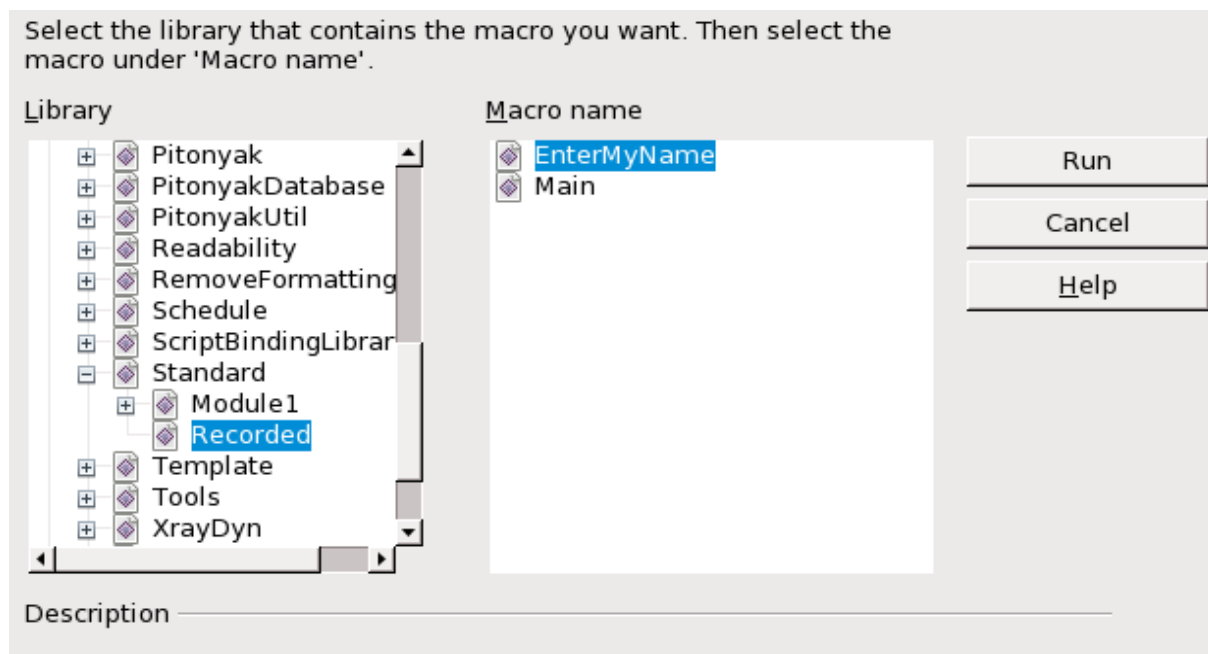 Select the library that contains the macro you want. Then select the
macro under 'Macro name'.
Library
Pitonyak
PitonyakDatabase
PitonyakUtil
Readability
RemoveFormatting
Schedule
ScriptBindingLibrar
Standard
Module1
Recorded
Template
Tools
XrayDyn
Macro name
EnterMyName
Main
Run
Cancel
Help
Description